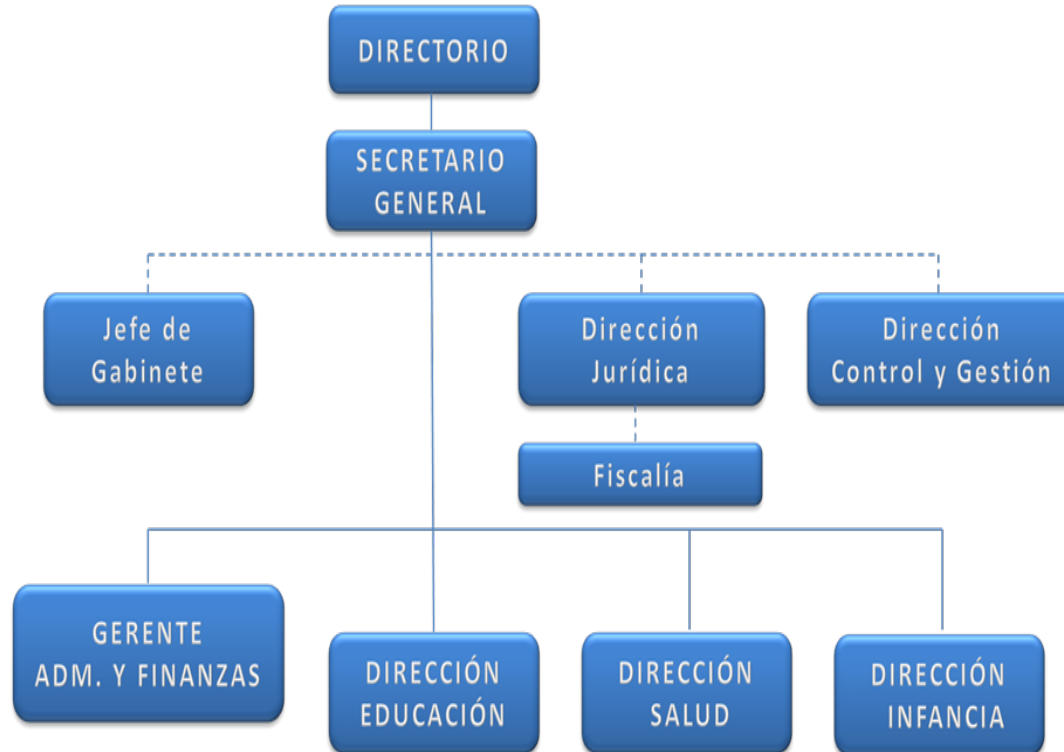 DIRECTORIO
SECRETARIO
GENERAL
Jefe de
Gabinete
Dirección
Jurídica
Dirección
Control y Gestión
Fiscalía
GERENTE
ADM. Y FINANZAS
DIRECCIÓN
EDUCACIÓN
DIRECCIÓN
SALUD
DIRECCIÓN
INFANCIA